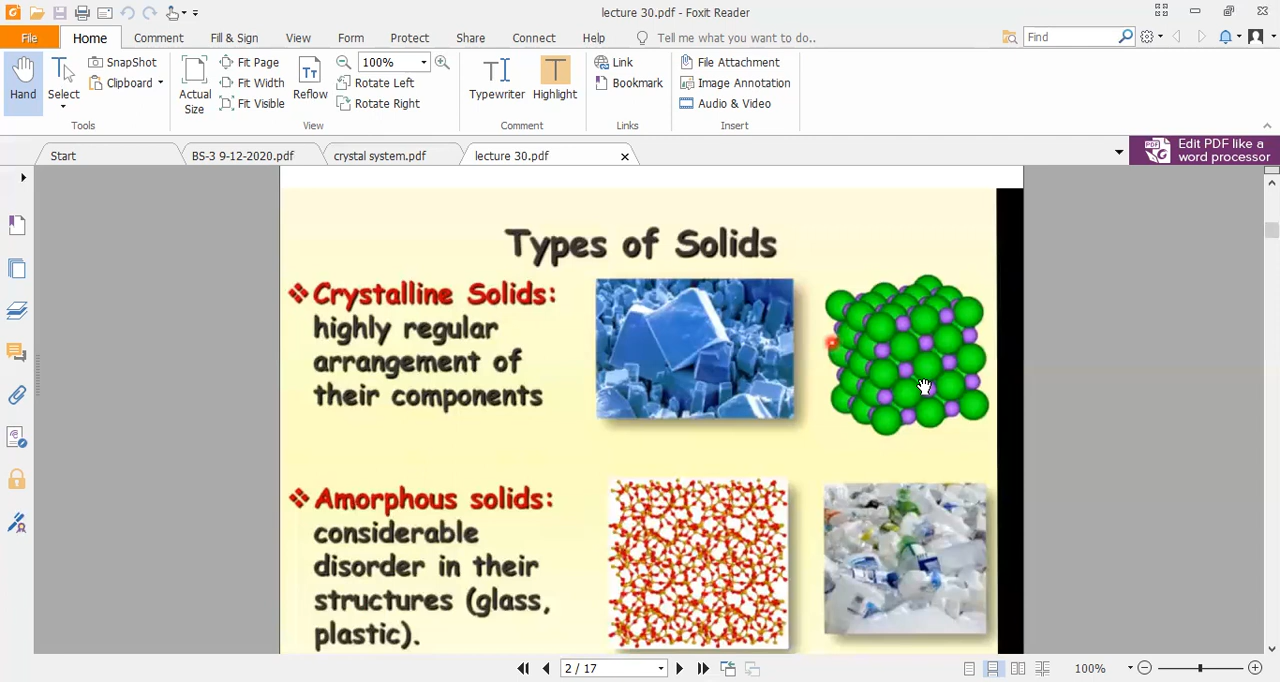 lecture 30.pdf - Foxit Reader
File Home Comment Fill & Sign View Form Protect Share Connect Help Tell me what you want to do.. Find
Hand
Select
SnapShot
Clipboard
Tools
Actual
Size
Fit Page
Fit Width
Fit Visible
Reflow
100%
Rotate Left
Rotate Right
View
Typewriter
Highlight
Comment
Link
Bookmark
Links
File Attachment
Image Annotation
Audio & Video
Insert
Start BS-3 9-12-2020.pdf crystal system.pdf lecture 30.pdf
Edit PDF like a
word processor
Types of Solids
Crystalline Solids:
highly regular
arrangement of
their components
Amorphous solids:
considerable
disorder in their
structures (glass,
plastic).
2 / 17
100%